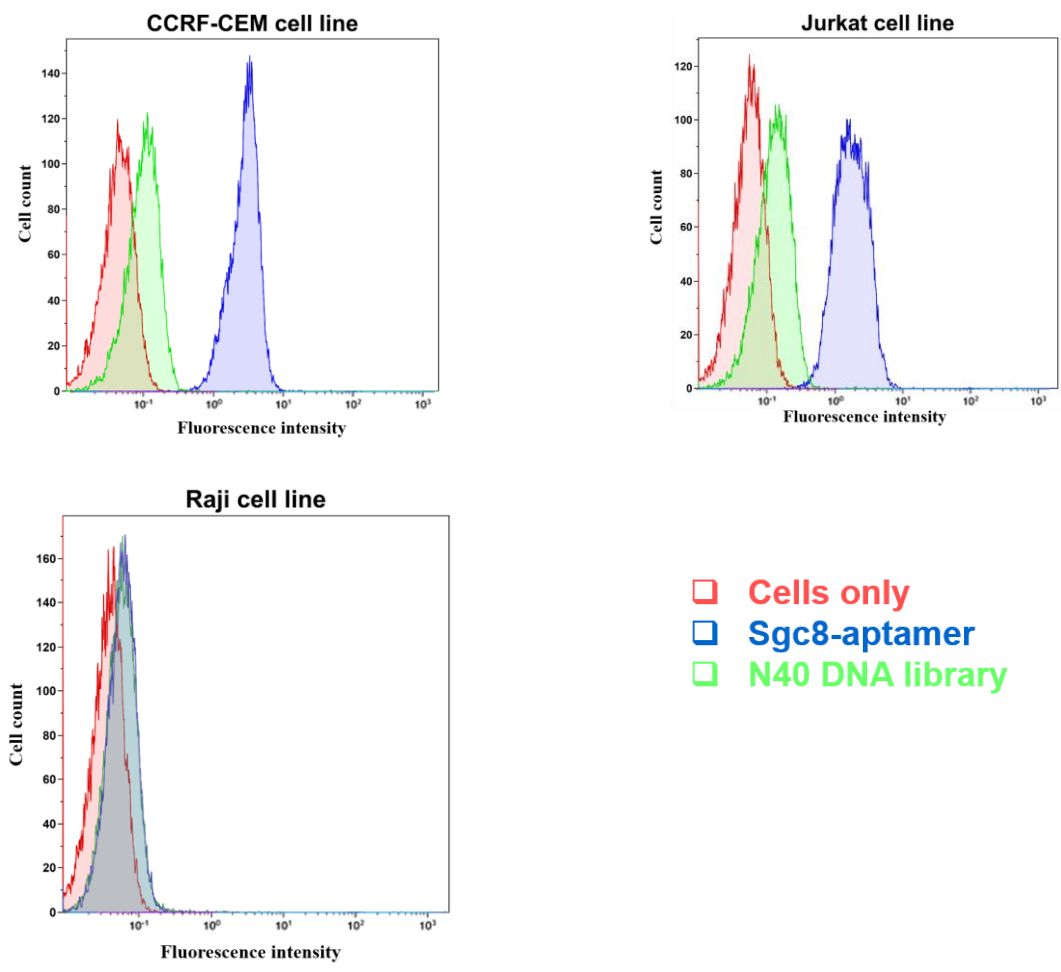 CCRF-CEM cell line
140
120
100
80
60
40
20
0
Cell count
10⁻¹ 10⁰ 10¹ 10² 10³
Fluorescence intensity
Jurkat cell line
120
100
80
60
40
20
0
Cell count
10⁻¹ 10⁰ 10¹ 10² 10³
Fluorescence intensity
Raji cell line
160
140
120
100
80
60
40
20
0
Cell count
10⁻¹ 10⁰ 10¹ 10² 10³
Fluorescence intensity
Cells only
Sgc8-aptamer
N40 DNA library